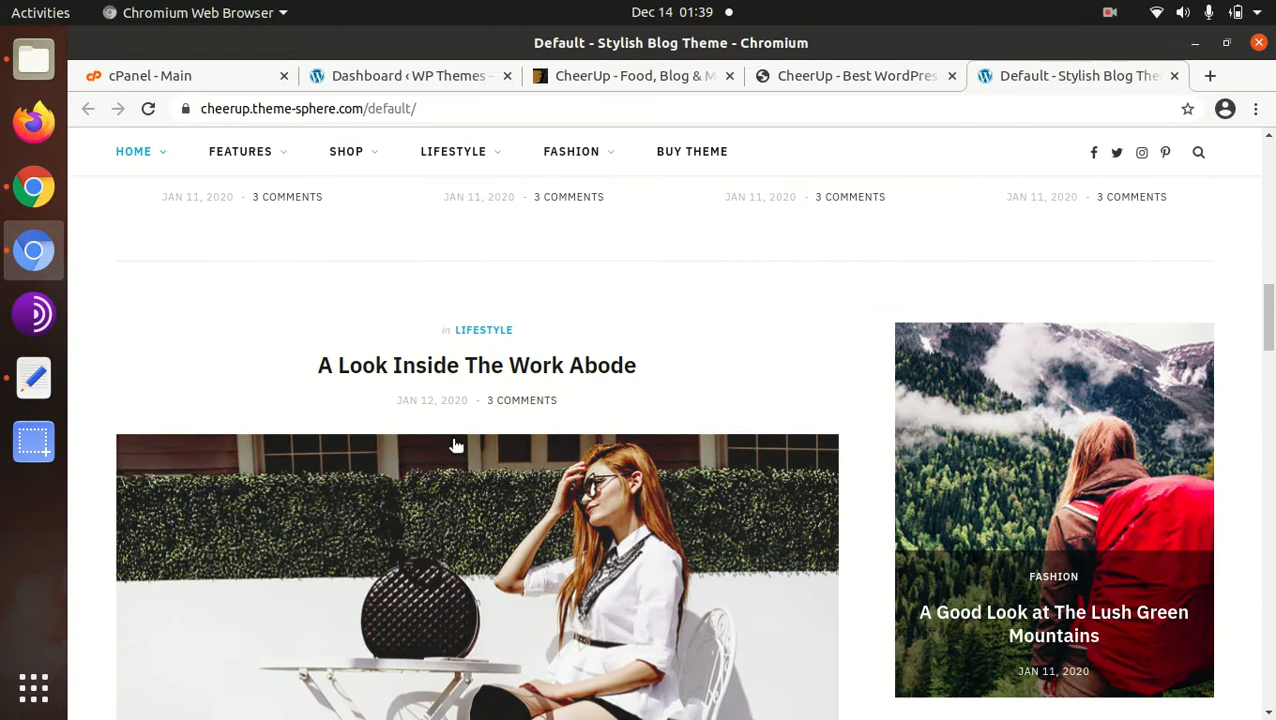 Activities Chromium Web Browser Dec 14 01:39
Default - Stylish Blog Theme - Chromium
cPanel - Main Dashboard ‹ WP Themes – CheerUp - Food, Blog & M CheerUp - Best WordPres Default - Stylish Blog The
cheerup.theme-sphere.com/default/
HOME FEATURES SHOP LIFESTYLE FASHION BUY THEME
JAN 11, 2020 - 3 COMMENTS JAN 11, 2020 - 3 COMMENTS JAN 11, 2020 - 3 COMMENTS JAN 11, 2020 - 3 COMMENTS
in LIFESTYLE
A Look Inside The Work Abode
JAN 12, 2020 - 3 COMMENTS
FASHION
A Good Look at The Lush Green
Mountains
JAN 11, 2020